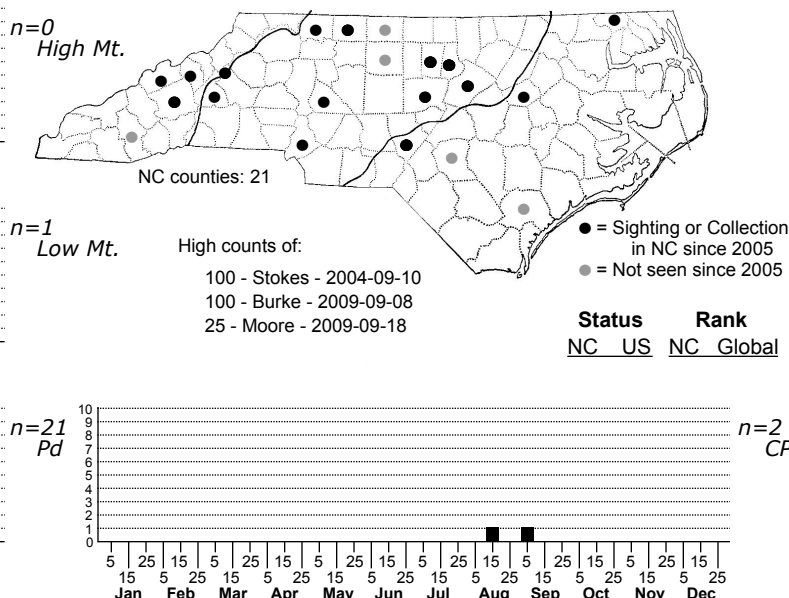 n=0
High Mt.
NC counties: 21
n=1
Low Mt.
High counts of:
100 - Stokes - 2004-09-10
100 - Burke - 2009-09-08
25 - Moore - 2009-09-18
= Sighting or Collection
in NC since 2005
= Not seen since 2005
Status Rank
NC US NC Global
n=21
Pd
10
9
8
7
6
5
4
3
2
1
0
n=2
CP
5 25 15 5 25 15 5 25 15 5 25 15 5 25 15 5 25 15
15 5 25 15 5 25 15 5 25 15 5 25 15 5 25 15 5 25
Jan Feb Mar Apr May Jun Jul Aug Sep Oct Nov Dec